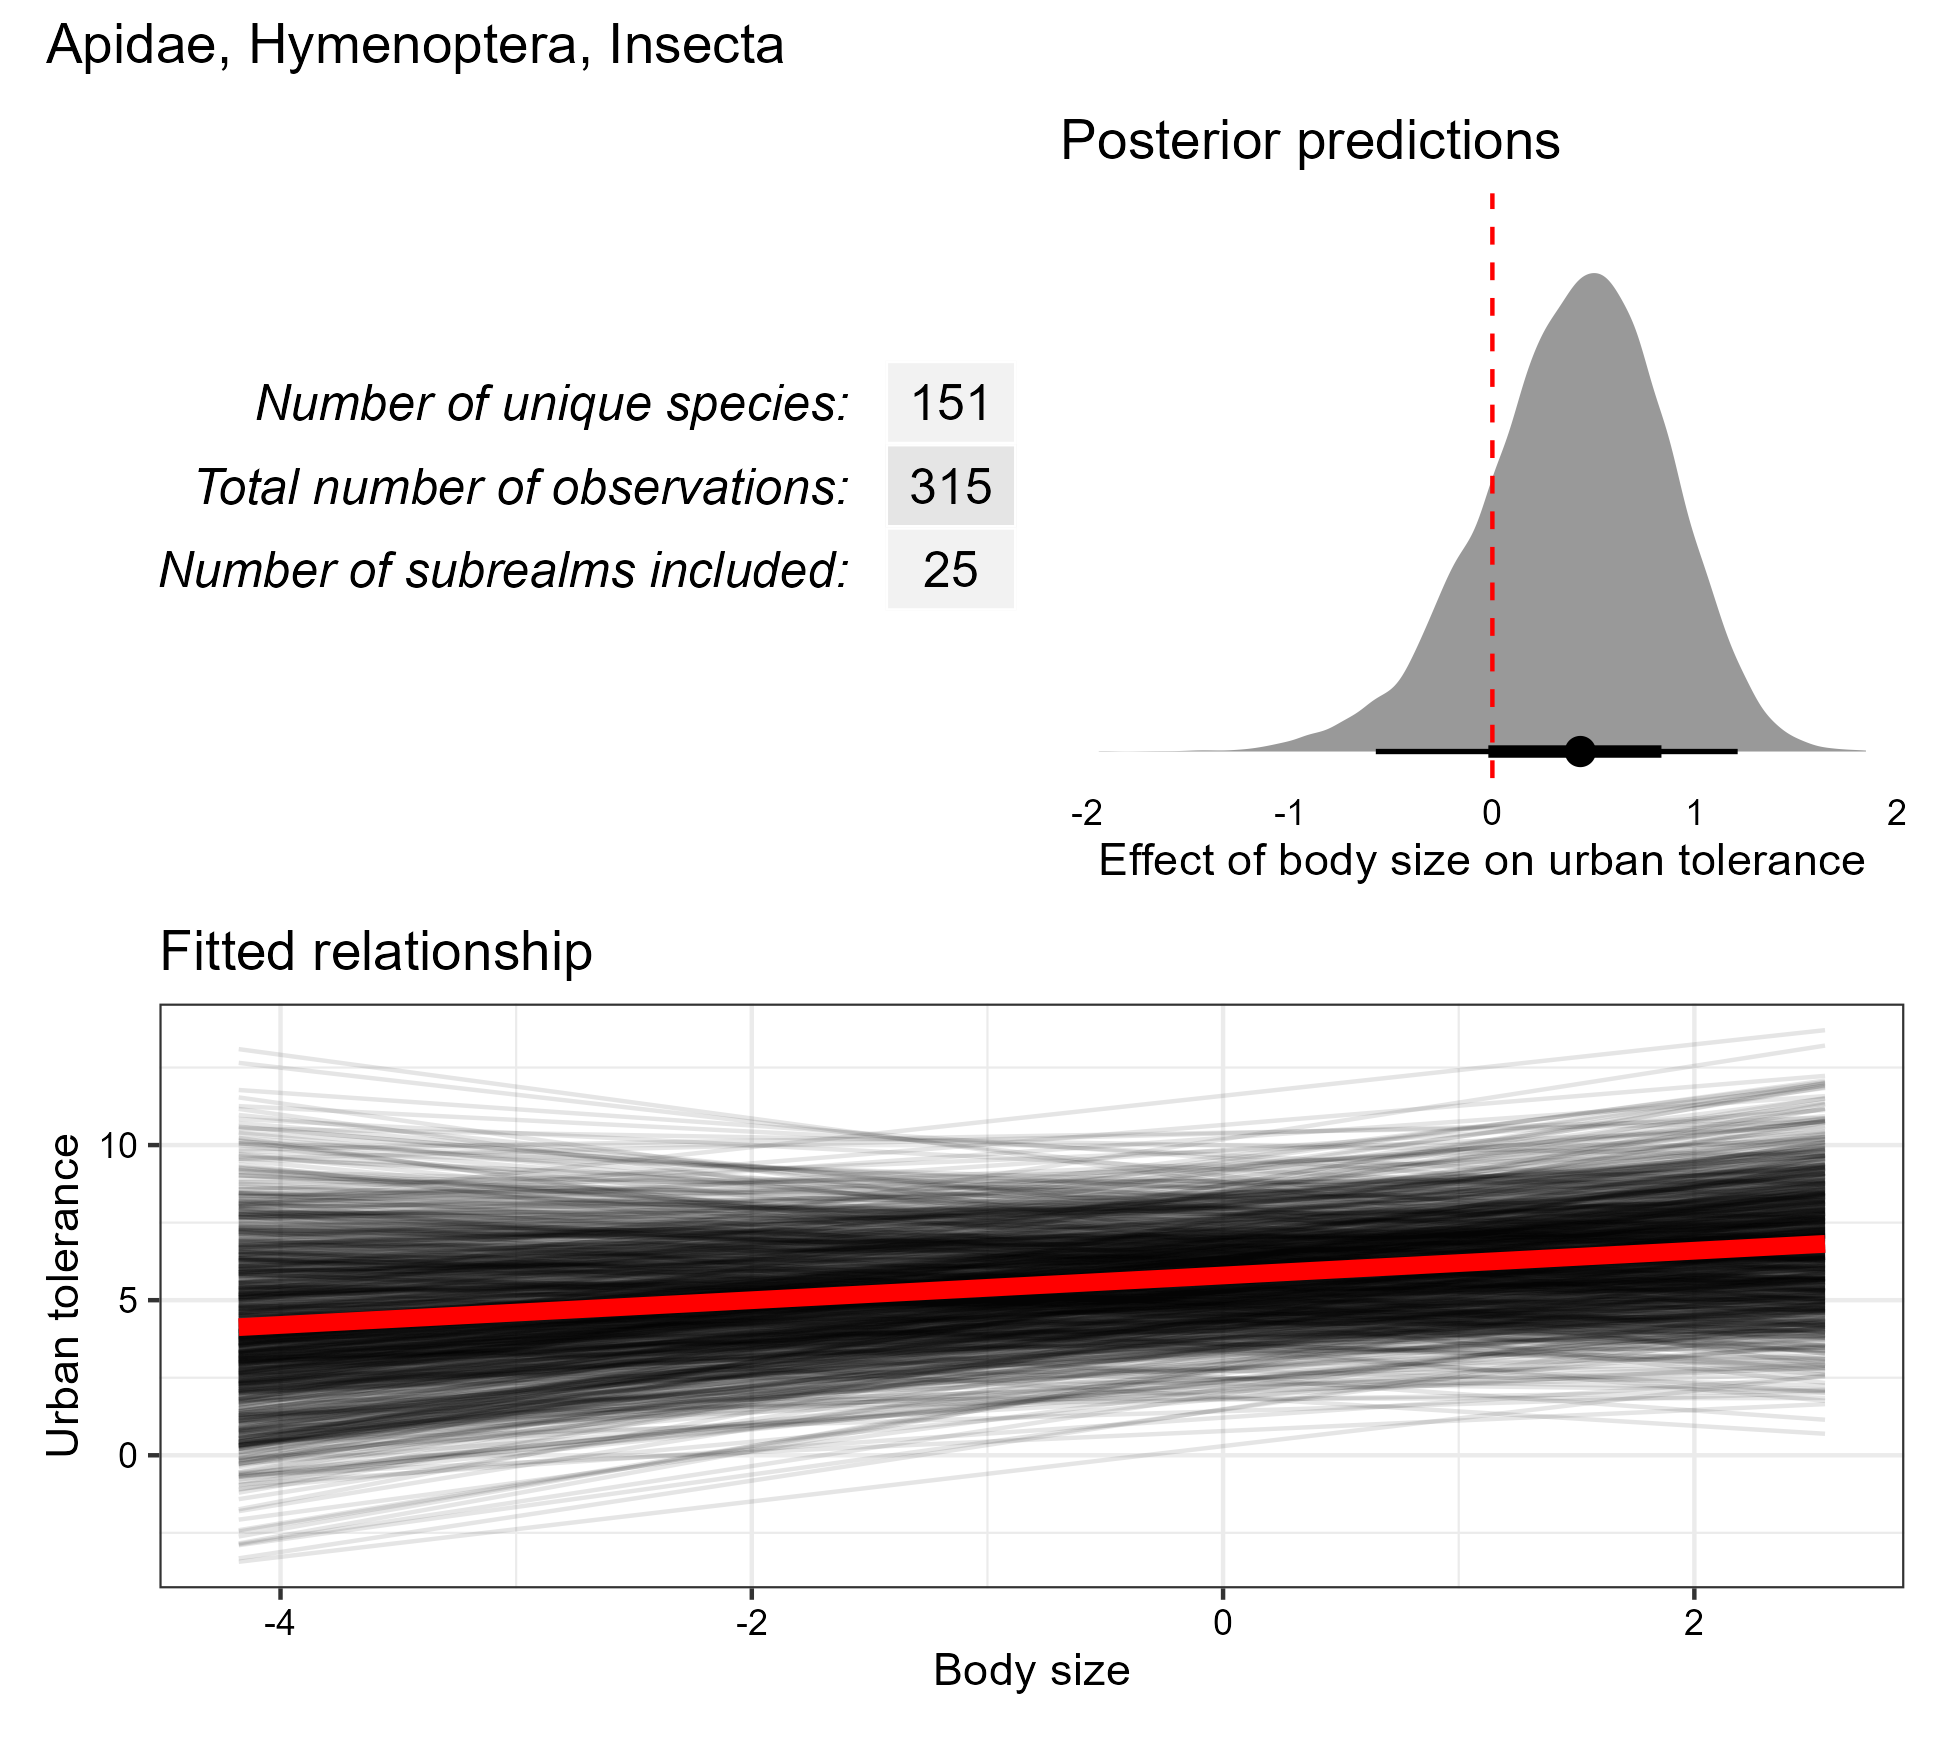 Apidae, Hymenoptera, Insecta
Number of unique species: 151
Total number of observations: 315
Number of subrealms included: 25
Posterior predictions
-2 -1 0 1 2
Effect of body size on urban tolerance
Fitted relationship
Urban tolerance
10
5
0
-4 -2 0 2
Body size